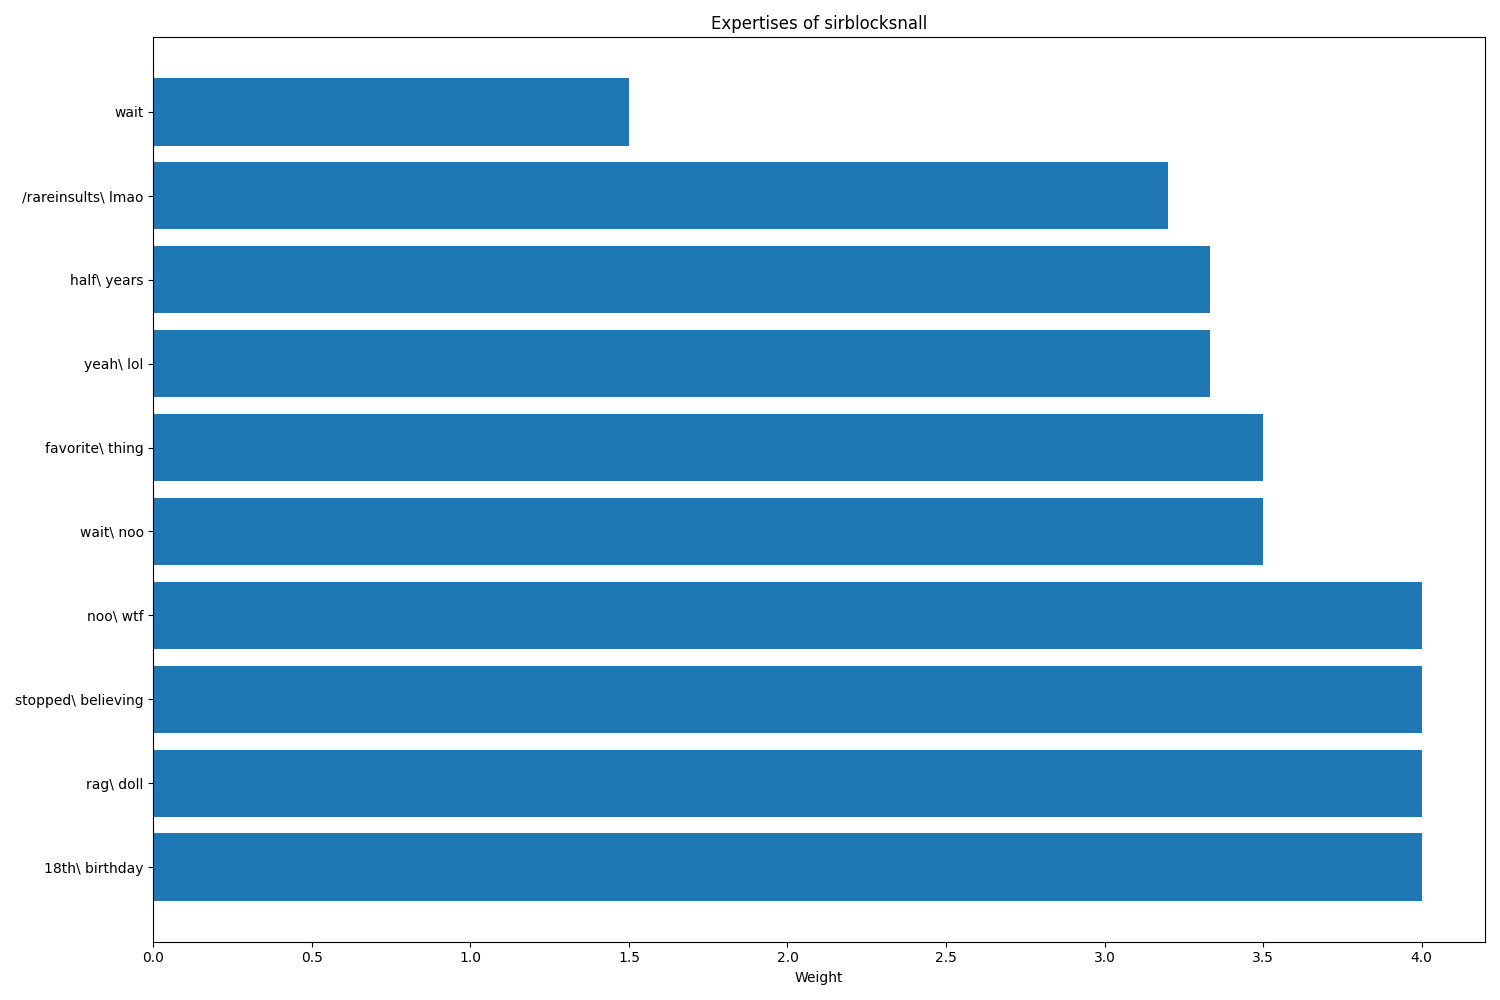 Expertises of sirblocksnall
wait
/rareinsults\ lmao
half\ years
yeah\ lol
favorite\ thing
wait\ noo
noo\ wtf
stopped\ believing
rag\ doll
18th\ birthday
0.0 0.5 1.0 1.5 2.0 2.5 3.0 3.5 4.0
Weight